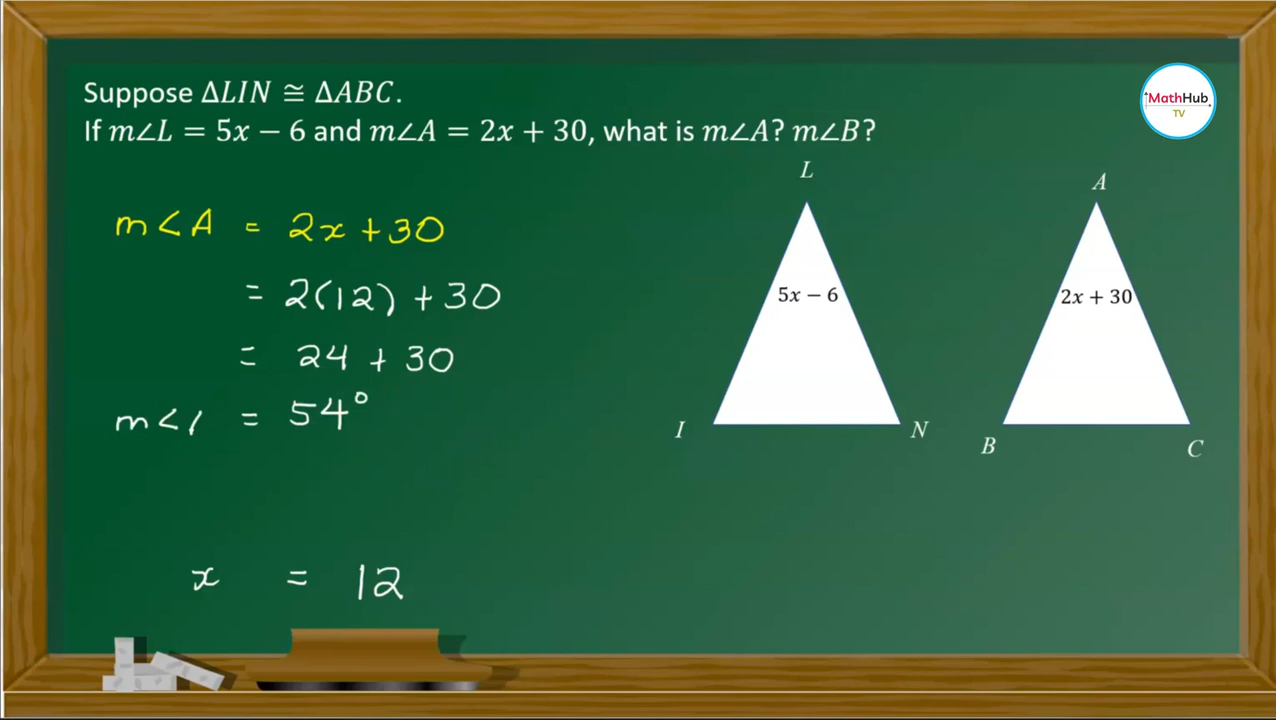 Suppose ΔLIN ≅ ΔABC.
If m∠L = 5x − 6 and m∠A = 2x + 30, what is m∠A? m∠B?
MathHub
TV
m∠A = 2x + 30
= 2(12) + 30
= 24 + 30
m∠ = 54°
x = 12
L
5x − 6
I
N
A
2x + 30
B
C